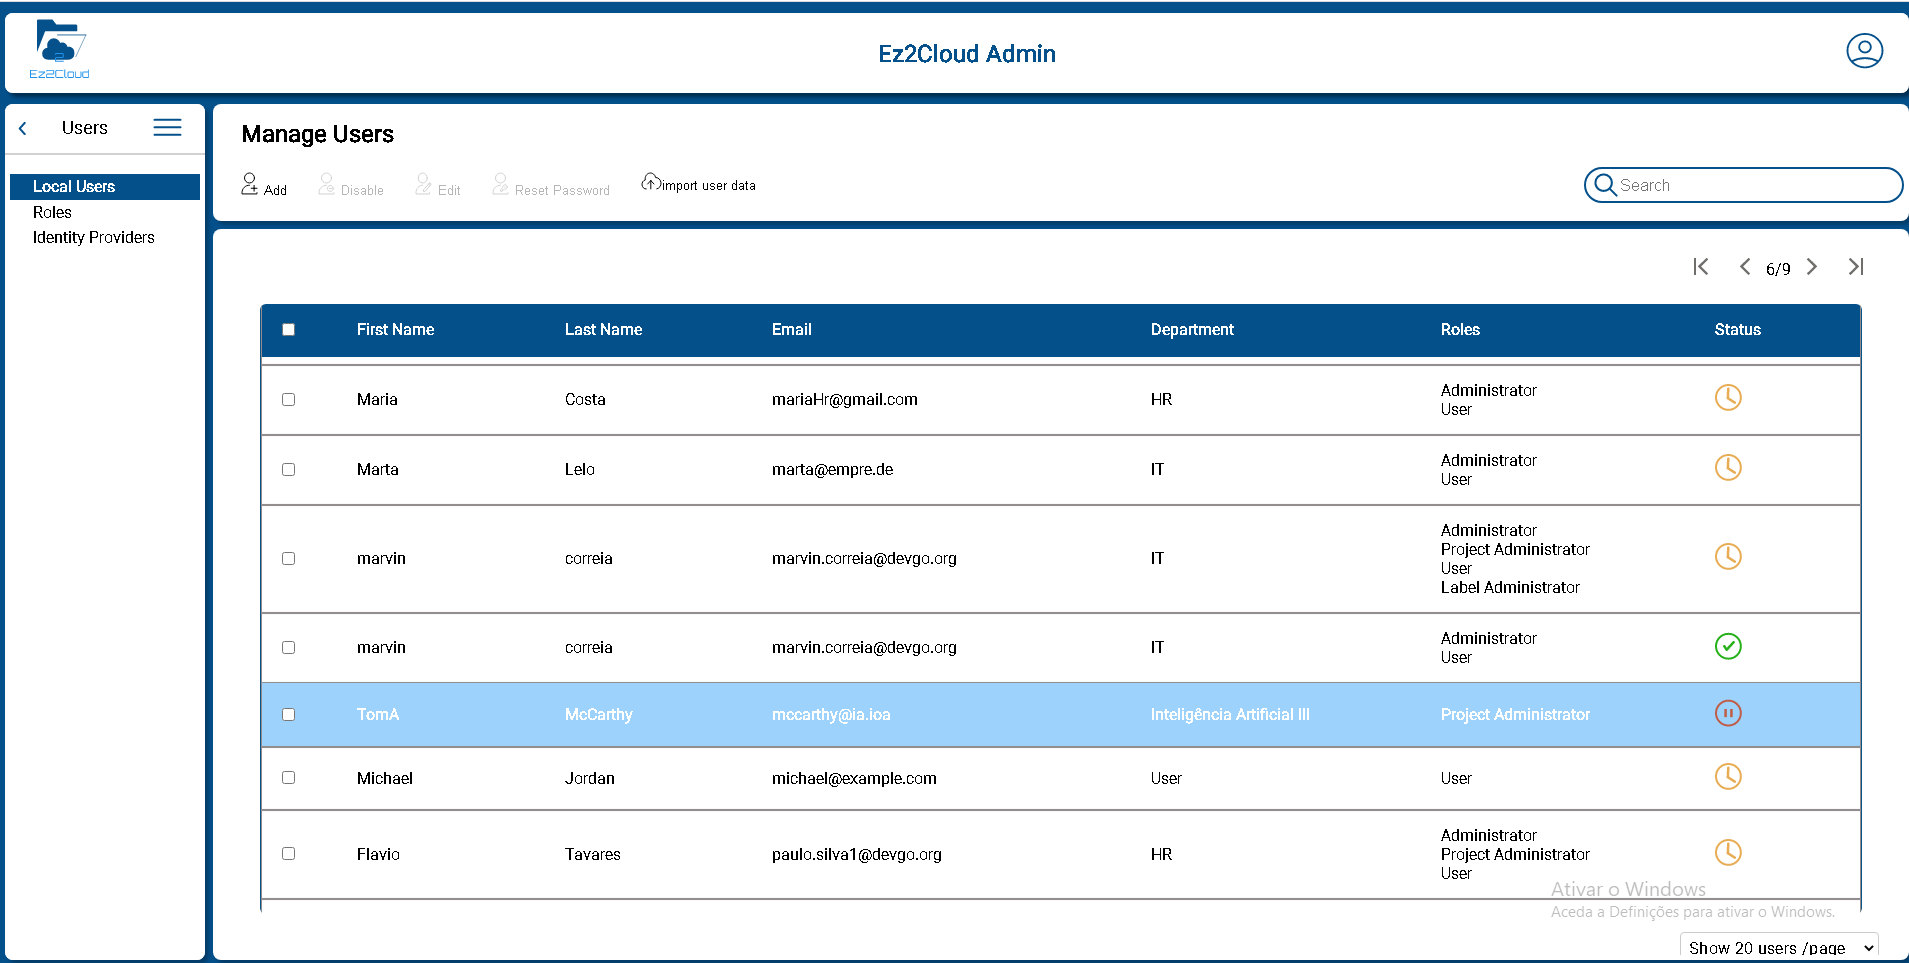 Ez2Cloud
Ez2Cloud Admin
Users
Local Users
Roles
Identity Providers
Manage Users
Add
Disable
Edit
Reset Password
import user data
Search
6/9
First Name Last Name Email Department Roles Status
Maria Costa mariaHr@gmail.com HR Administrator
User
Marta Lelo marta@empre.de IT Administrator
User
marvin correia marvin.correia@devgo.org IT Administrator
Project Administrator
User
Label Administrator
marvin correia marvin.correia@devgo.org IT Administrator
User
TomA McCarthy mccarthy@ia.ioa Inteligência Artificial III Project Administrator
Michael Jordan michael@example.com User User
Flavio Tavares paulo.silva1@devgo.org HR Administrator
Project Administrator
User
Ativar o Windows
Aceda a Definições para ativar o Windows.
Show 20 users /page